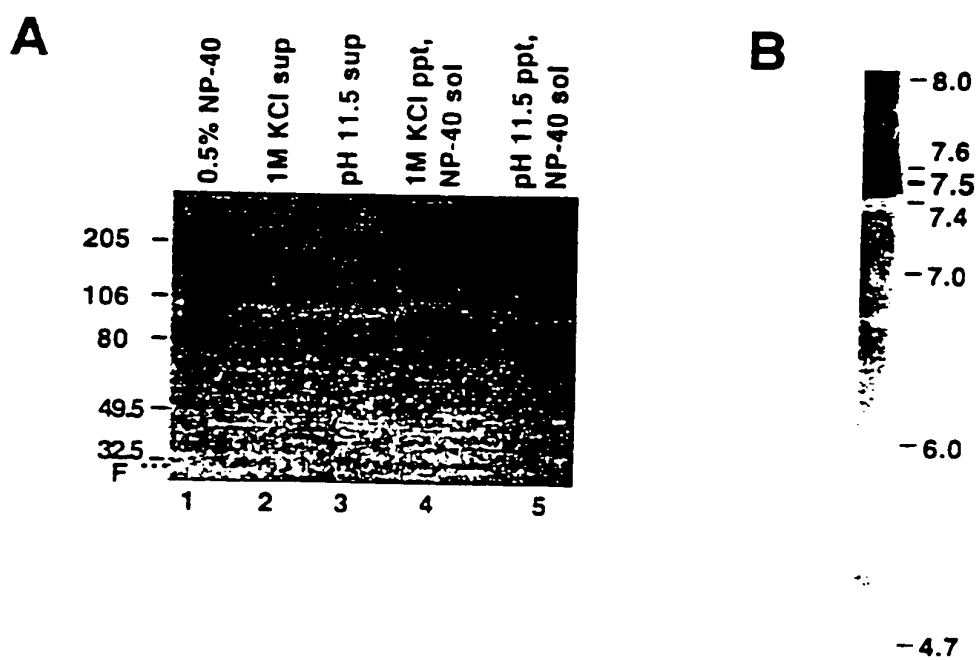 A
0.5% NP-40
1M KCl sup
pH 11.5 sup
1M KCl ppt,
NP-40 sol
pH 11.5 ppt,
NP-40 sol
205
106
80
49.5
32.5
F
1 2 3 4 5
B
8.0
7.6
7.5
7.4
7.0
6.0
4.7